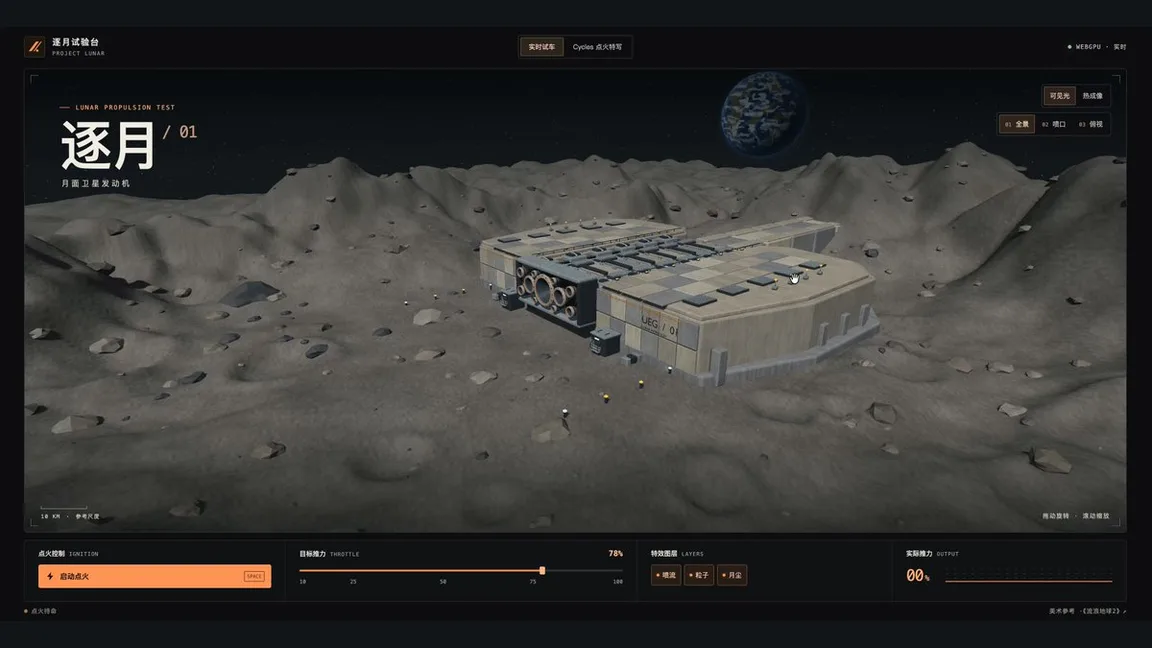 逐月试验台
PROJECT LUNAR
实时试车 Cycles 点火特写
WEBGPU · 实时
LUNAR PROPULSION TEST
逐月 / 01
月面卫星发动机
可见光 热成像
01 全景 02 喷口 03 俯视
UEG / 01
10 KM · 参考尺度
拖动旋转 · 滚动缩放
点火控制 IGNITION
启动点火 SPACE
目标推力 THROTTLE 78%
10 25 50 75 100
特效图层 LAYERS
喷流 粒子 月尘
实际推力 OUTPUT
00%
点火待命
美术参考 ·《流浪地球2》↗